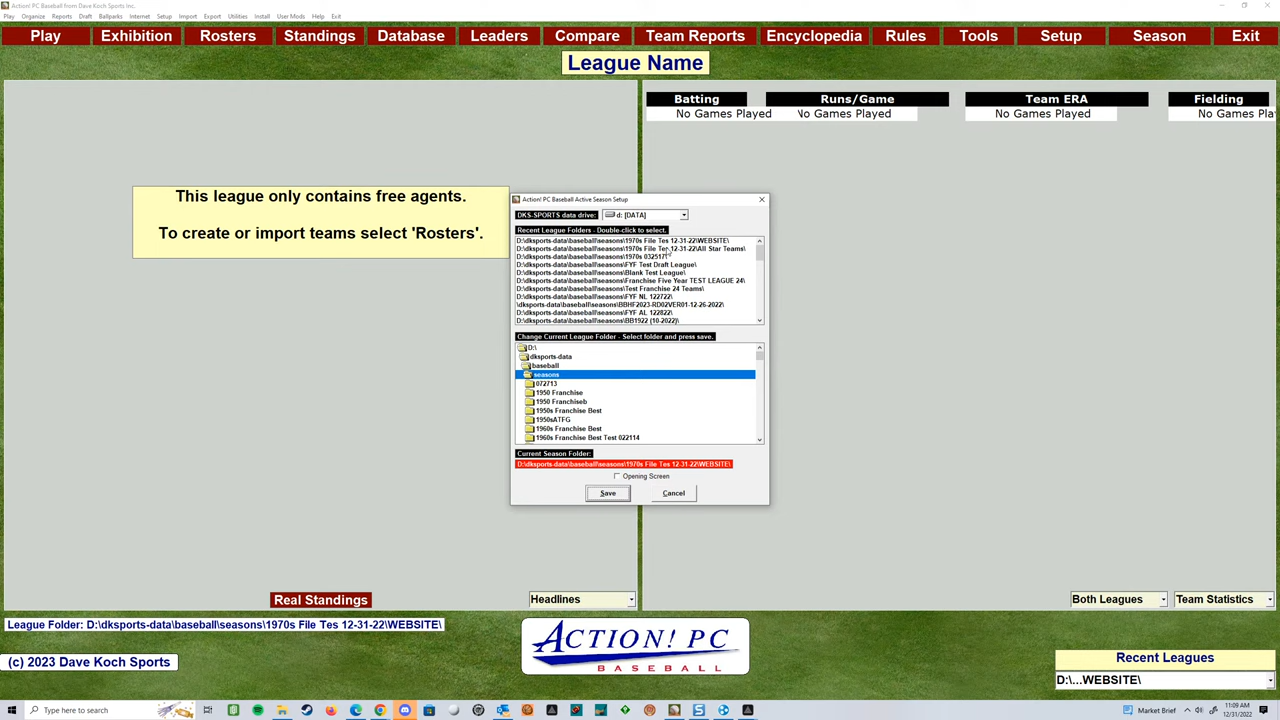 Action! PC Baseball from Dave Koch Sports Inc.
Play Organize Reports Draft Ballparks Internet Setup Import Export Utilities Install User Mods Help Exit
Play Exhibition Rosters Standings Database Leaders Compare Team Reports Encyclopedia Rules Tools Setup Season Exit
League Name
Batting Runs/Game Team ERA Fielding
No Games Played No Games Played No Games Played No Games Pla
This league only contains free agents.
To create or import teams select 'Rosters'.
Action! PC Baseball Active Season Setup
DKS-SPORTS data drive: d: [DATA]
Recent League Folders - Double-click to select.
D:\dksports-data\baseball\seasons\1970s File Tes 12-31-22\WEBSITE\
D:\dksports-data\baseball\seasons\1970s File Tes 12-31-22\All Star Teams\
D:\dksports-data\baseball\seasons\1970s 032517\
D:\dksports-data\baseball\seasons\FYF Test Draft League\
D:\dksports-data\baseball\seasons\Blank Test League\
D:\dksports-data\baseball\seasons\Franchise Five Year TEST LEAGUE 24\
D:\dksports-data\baseball\seasons\Test Franchise 24 Teams\
D:\dksports-data\baseball\seasons\FYF NL 122722\
\dksports-data\baseball\seasons\BBHF2023-RD02VER01-12-26-2022\
D:\dksports-data\baseball\seasons\FYF AL 122822\
D:\dksports-data\baseball\seasons\BB1922 (10-2022)\
Change Current League Folder - Select folder and press save.
D:\
dksports-data
baseball
seasons
072713
1950 Franchise
1950 Franchiseb
1950s Franchise Best
1950sATFG
1960s Franchise Best
1960s Franchise Best Test 022114
Current Season Folder:
D:\dksports-data\baseball\seasons\1970s File Tes 12-31-22\WEBSITE\
Opening Screen
Save Cancel
Real Standings Headlines Both Leagues Team Statistics
League Folder: D:\dksports-data\baseball\seasons\1970s File Tes 12-31-22\WEBSITE\
(c) 2023 Dave Koch Sports
ACTION! PC
BASEBALL
Recent Leagues
D:\...WEBSITE\
Type here to search
Market Brief
11:09 AM
12/31/2022